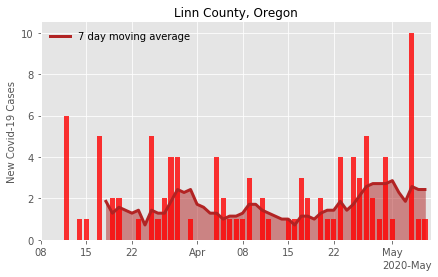 Linn County, Oregon
7 day moving average
New Covid-19 Cases
10
8
6
4
2
0
08 15 22 Apr 08 15 22 May
2020-May